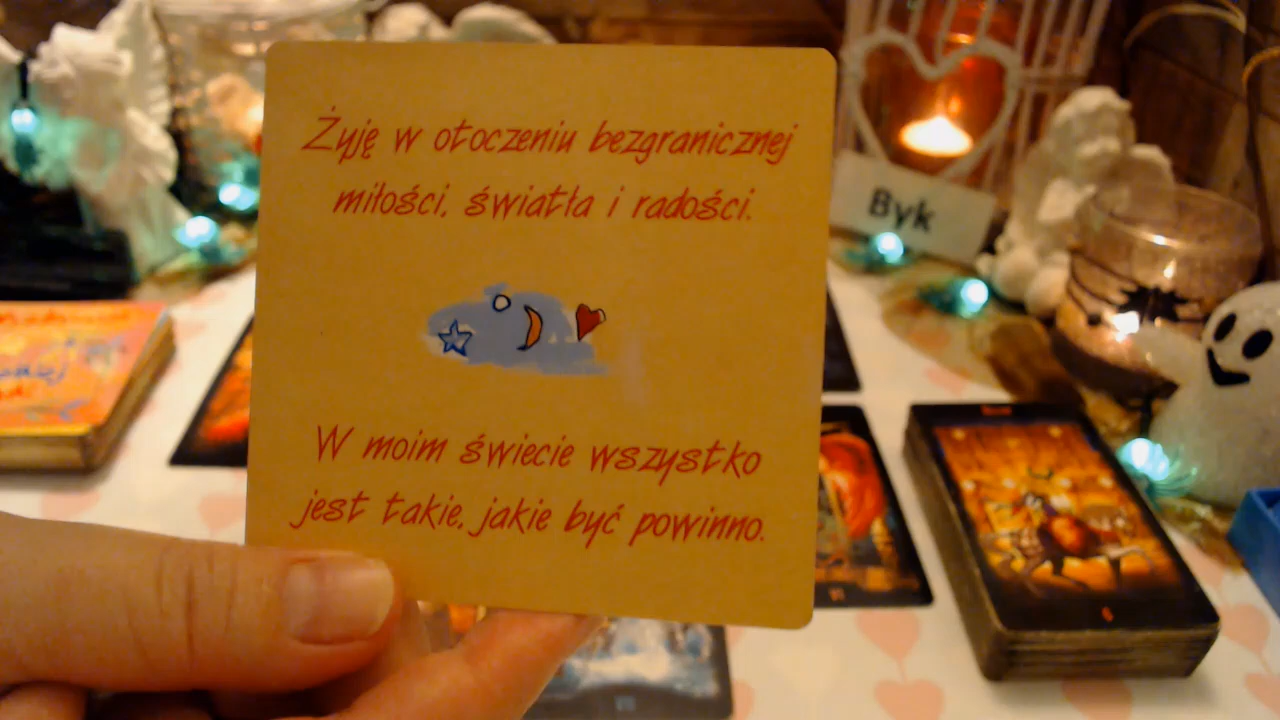 Żyję w otoczeniu bezgranicznej
miłości, światła i radości.
W moim świecie wszystko
jest takie, jakie być powinno.
Byk